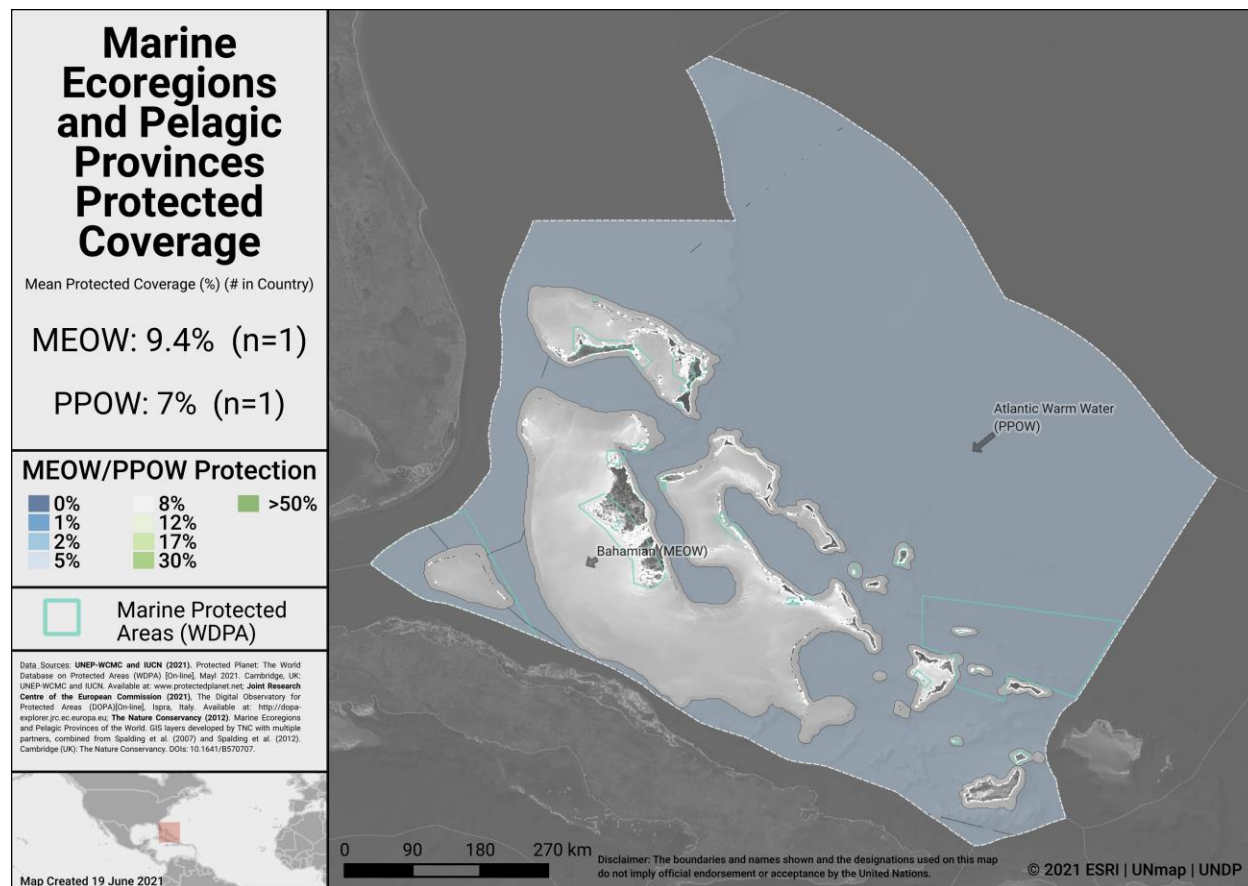 Marine
Ecoregions
and Pelagic
Provinces
Protected
Coverage
Mean Protected Coverage (%) (# in Country)
MEOW: 9.4% (n=1)
PPOW: 7% (n=1)
MEOW/PPOW Protection
0%
1%
2%
5%
8%
12%
17%
30%
>50%
Marine Protected
Areas (WDPA)
Data Sources: UNEP-WCMC and IUCN (2021). Protected Planet: The World
Database on Protected Areas (WDPA) [On-line], Mayl 2021. Cambridge, UK:
UNEP-WCMC and IUCN. Available at: www.protectedplanet.net; Joint Research
Centre of the European Commission (2021), The Digital Observatory for
Protected Areas (DOPA)[On-line], Ispra, Italy. Available at: http://dopa-
explorer.jrc.ec.europa.eu; The Nature Conservancy (2012). Marine Ecoregions
and Pelagic Provinces of the World. GIS layers developed by TNC with multiple
partners, combined from Spalding et al. (2007) and Spalding et al. (2012).
Cambridge (UK): The Nature Conservancy. DOIs: 10.1641/B570707.
Map Created 19 June 2021
Atlantic Warm Water
(PPOW)
Bahamian (MEOW)
0 90 180 270 km
Disclaimer: The boundaries and names shown and the designations used on this map
do not imply official endorsement or acceptance by the United Nations.
© 2021 ESRI | UNmap | UNDP